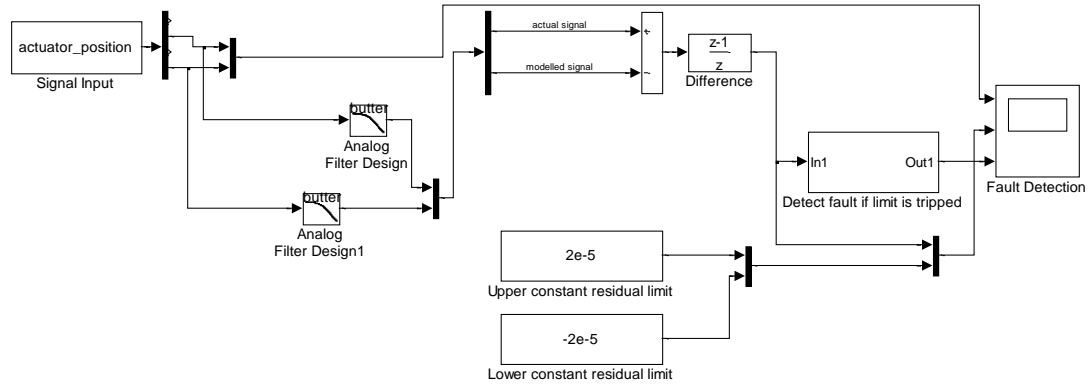 actuator_position
Signal Input
butter
Analog
Filter Design
butter
Analog
Filter Design1
actual signal
modelled signal
+
-
z-1
z
Difference
In1
Out1
Detect fault if limit is tripped
Fault Detection
2e-5
Upper constant residual limit
-2e-5
Lower constant residual limit